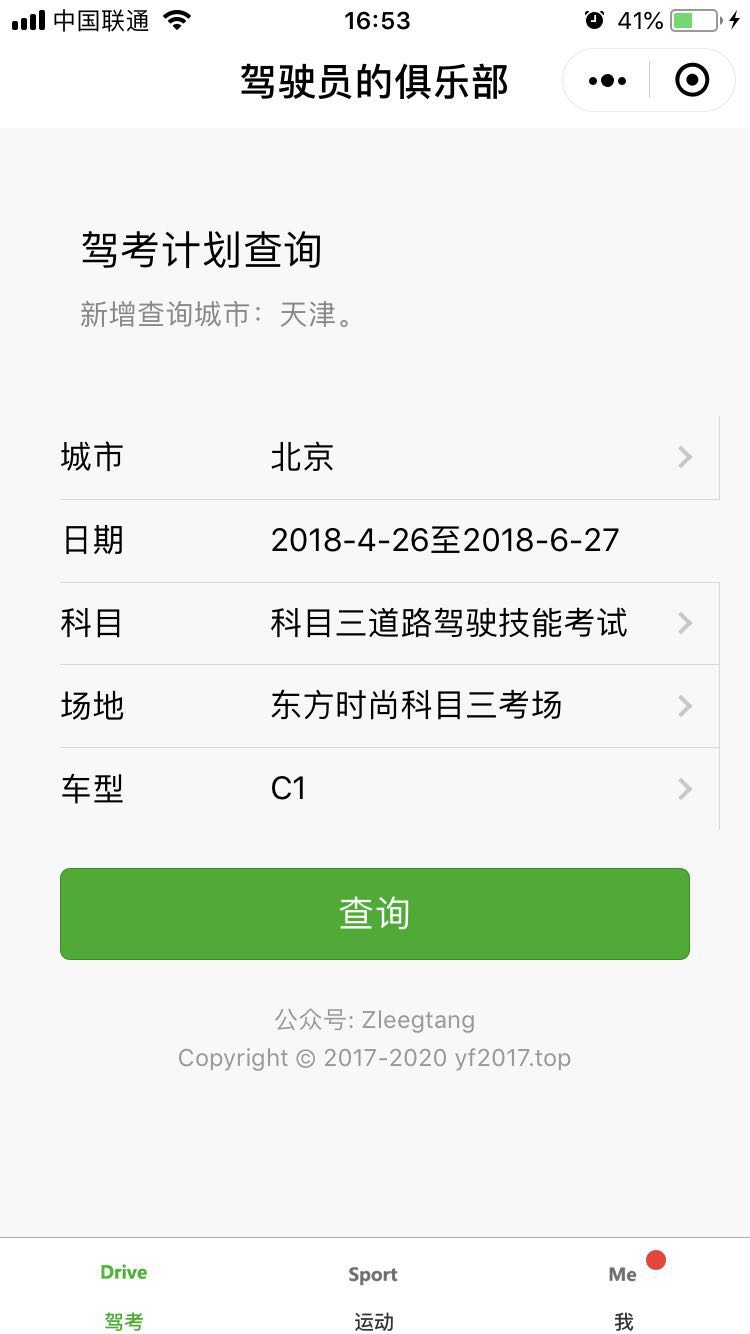 中国联通 16:53 41%
驾驶员的俱乐部
驾考计划查询
新增查询城市：天津。
城市 北京
日期 2018-4-26至2018-6-27
科目 科目三道路驾驶技能考试
场地 东方时尚科目三考场
车型 C1
查询
公众号: Zleegtang
Copyright © 2017-2020 yf2017.top
Drive Sport Me
驾考 运动 我